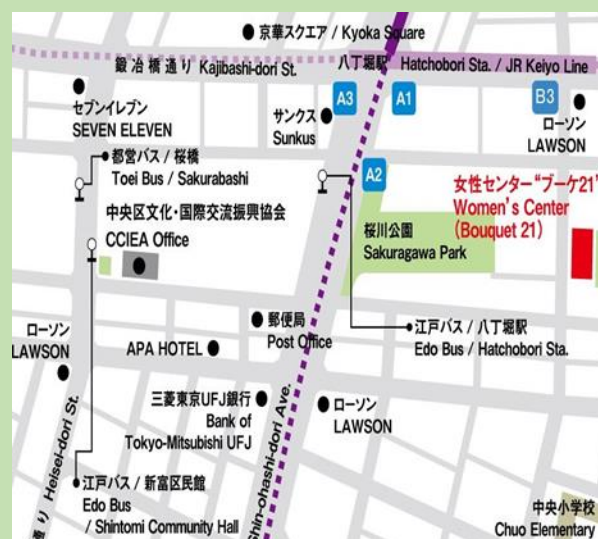 京華スクエア / Kyoka Square
鍛冶橋通り Kajibashi-dori St.
八丁堀駅 Hatchobori Sta. / JR Keiyo Line
セブンイレブン
SEVEN ELEVEN
サンクス
Sunkus
A3
A1
B3
ローソン
LAWSON
都営バス / 桜橋
Toei Bus / Sakurabashi
A2
女性センター"ブーケ21"
Women's Center
(Bouquet 21)
中央区文化・国際交流振興協会
CCIEA Office
桜川公園
Sakuragawa Park
郵便局
Post Office
江戸バス / 八丁堀駅
Edo Bus / Hatchobori Sta.
ローソン
LAWSON
APA HOTEL
三菱東京UFJ銀行
Bank of
Tokyo-Mitsubishi UFJ
ローソン
LAWSON
通り Heisei-dori St.
Shin-ohashi-dori Ave.
江戸バス / 新富区民館
Edo Bus
/ Shintomi Community Hall
中央小学校
Chuo Elementary